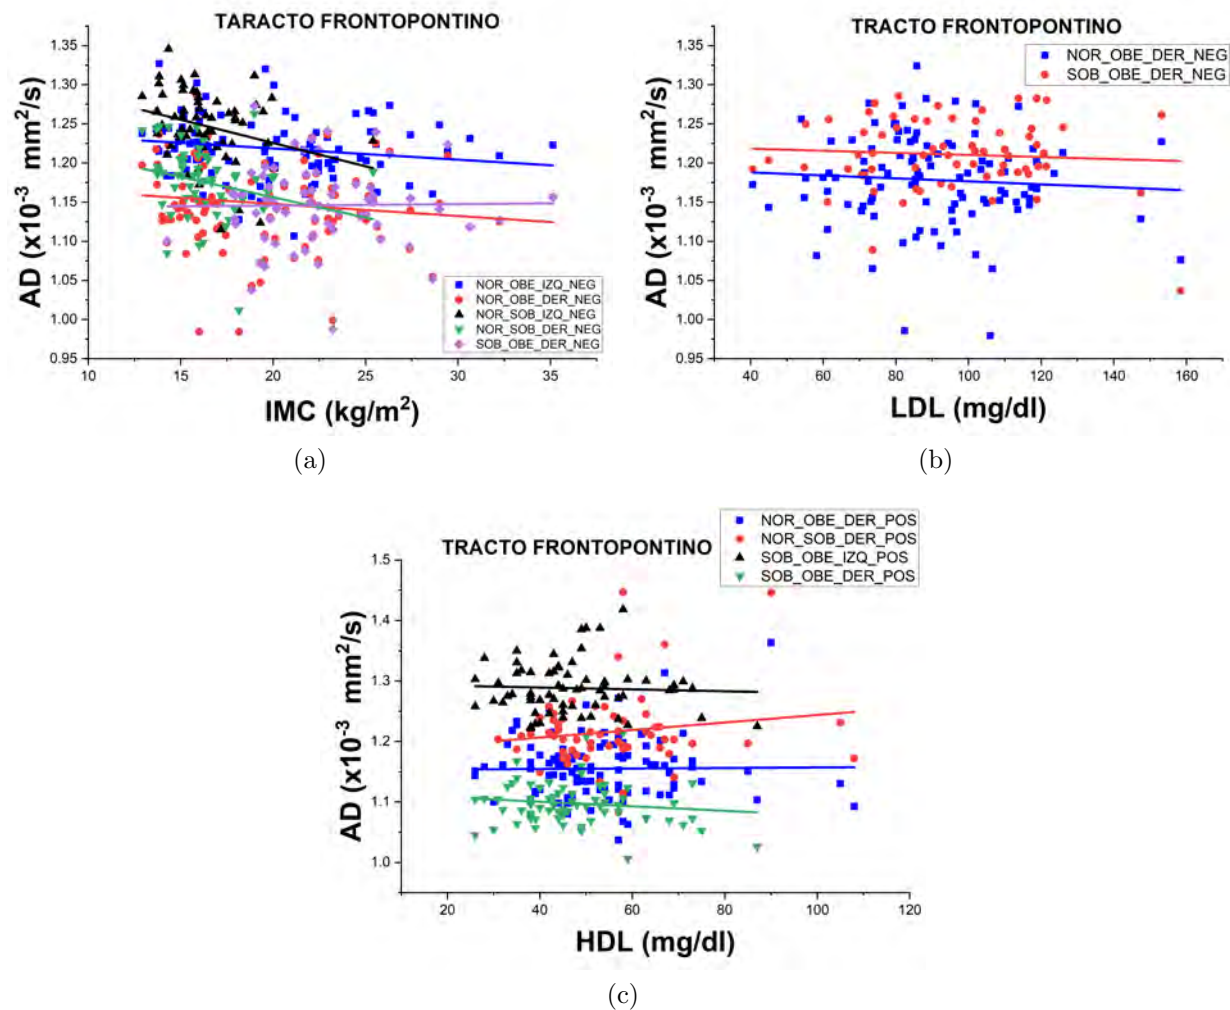 TARACTO FRONTOPONTINO
AD (x10-3 mm2/s)
1.35
1.30
1.25
1.20
1.15
1.10
1.05
1.00
0.95
NOR_OBE_IZQ_NEG
NOR_OBE_DER_NEG
NOR_SOB_IZQ_NEG
NOR_SOB_DER_NEG
SOB_OBE_DER_NEG
10 15 20 25 30 35
IMC (kg/m2)
(a)
TRACTO FRONTOPONTINO
NOR_OBE_DER_NEG
SOB_OBE_DER_NEG
AD (x10-3 mm2/s)
1.35
1.30
1.25
1.20
1.15
1.10
1.05
1.00
0.95
40 60 80 100 120 140 160
LDL (mg/dl)
(b)
TRACTO FRONTOPONTINO
NOR_OBE_DER_POS
NOR_SOB_DER_POS
SOB_OBE_IZQ_POS
SOB_OBE_DER_POS
AD (x10-3 mm2/s)
1.5
1.4
1.3
1.2
1.1
1.0
20 40 60 80 100 120
HDL (mg/dl)
(c)